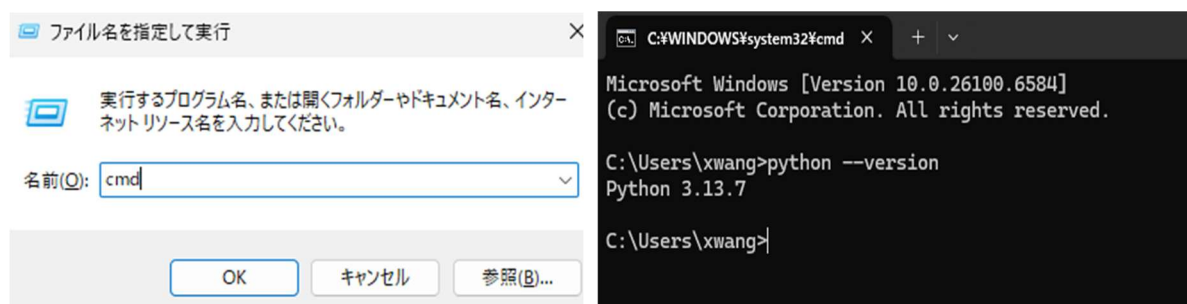 ファイル名を指定して実行
実行するプログラム名、または開くフォルダーやドキュメント名、インター
ネット リソース名を入力してください。
名前(O): cmd
OK キャンセル 参照(B)...
C:¥WINDOWS¥system32¥cmd
Microsoft Windows [Version 10.0.26100.6584]
(c) Microsoft Corporation. All rights reserved.
C:\Users\xwang>python --version
Python 3.13.7
C:\Users\xwang>